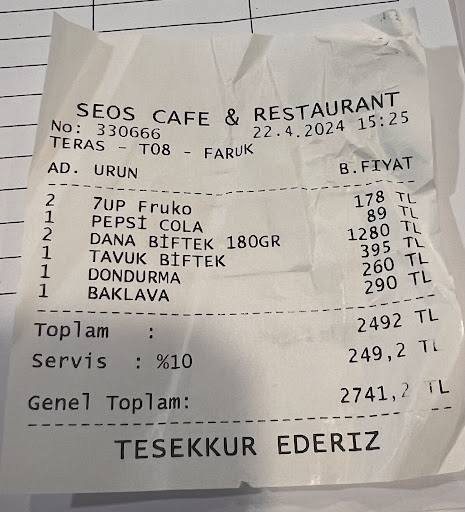 SEOS CAFE & RESTAURANT
No: 330666 22.4.2024 15:25
TERAS - T08 - FARUK
AD. URUN B.FIYAT
2 7UP Fruko 178 TL
1 PEPSİ COLA 89 TL
2 DANA BİFTEK 180GR 1280 TL
1 TAVUK BİFTEK 395 TL
1 DONDURMA 260 TL
1 BAKLAVA 290 TL
Toplam : 2492 TL
Servis : %10 249,2 TL
Genel Toplam: 2741,2 TL
TESEKKUR EDERIZ